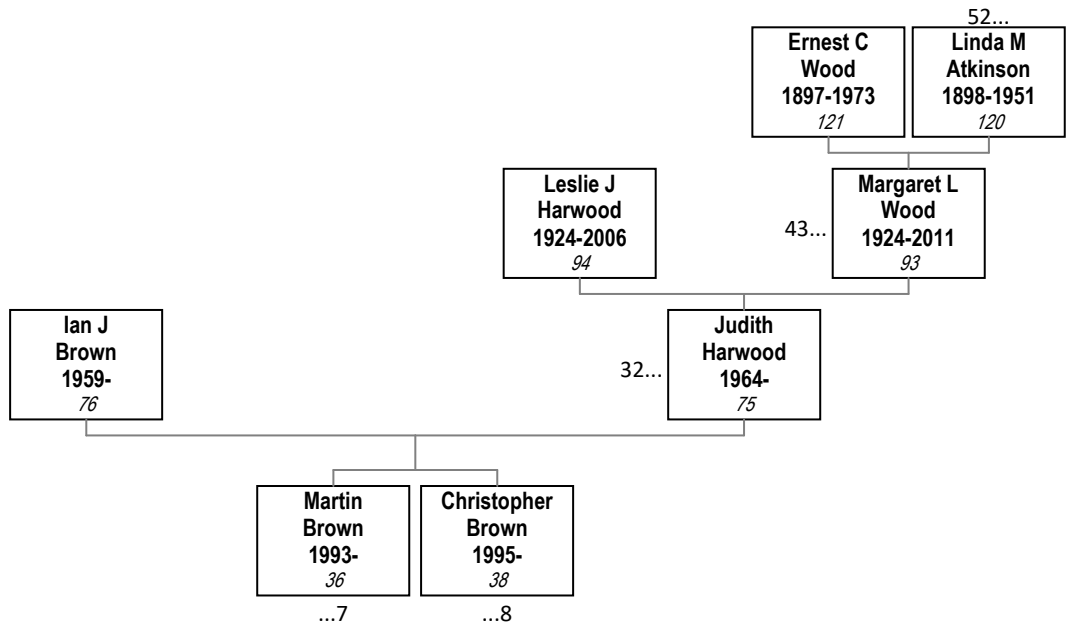 52...
Ernest C
Wood
1897-1973
121
Linda M
Atkinson
1898-1951
120
Leslie J
Harwood
1924-2006
94
43...
Margaret L
Wood
1924-2011
93
Ian J
Brown
1959-
76
32...
Judith
Harwood
1964-
75
Martin
Brown
1993-
36
...7
Christopher
Brown
1995-
38
...8